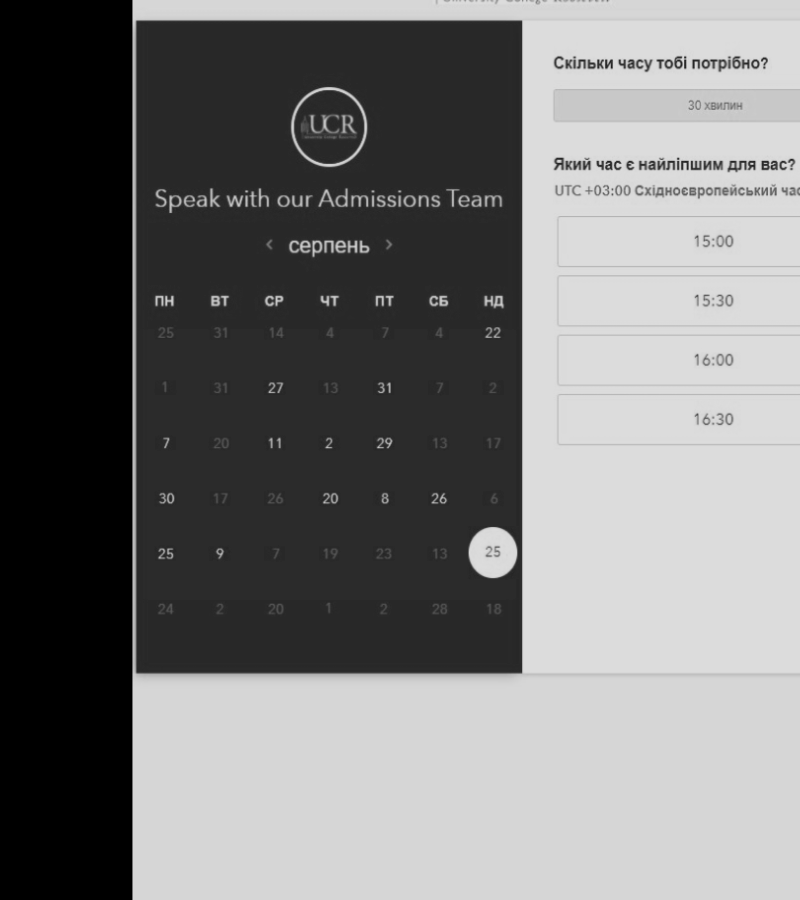 UCR
Speak with our Admissions Team
‹ серпень ›
ПН ВТ СР ЧТ ПТ СБ НД
25 31 14 4 7 4 22
1 31 27 13 31 7 2
7 20 11 2 29 13 17
30 17 26 20 8 26 6
25 9 7 19 23 13 25
24 2 20 1 2 28 18
Скільки часу тобі потрібно?
30 хвилин
Який час є найліпшим для вас?
UTC +03:00 Східноєвропейський час
15:00
15:30
16:00
16:30